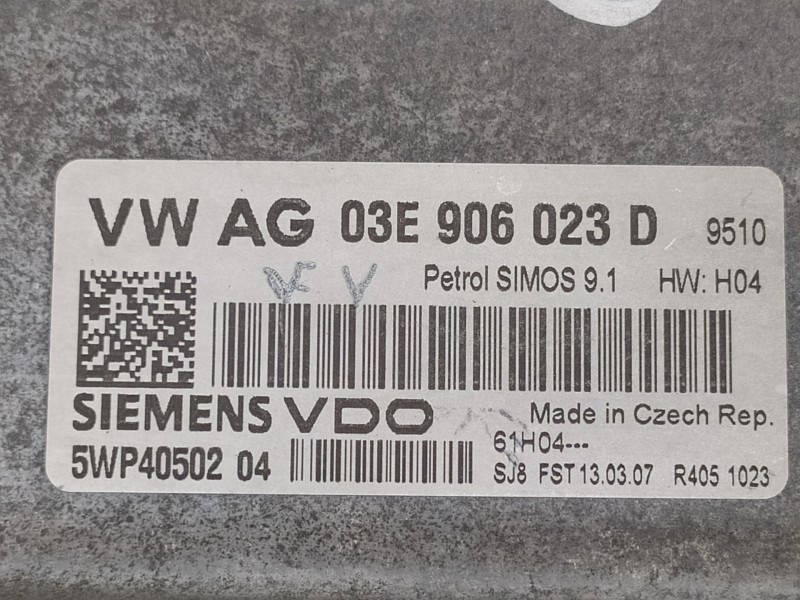 VW AG 03E 906 023 D 9510
Petrol SIMOS 9.1 HW: H04
SIEMENS VDO Made in Czech Rep.
61H04---
5WP40502 04 SJ8 FST 13.03.07 R405 1023